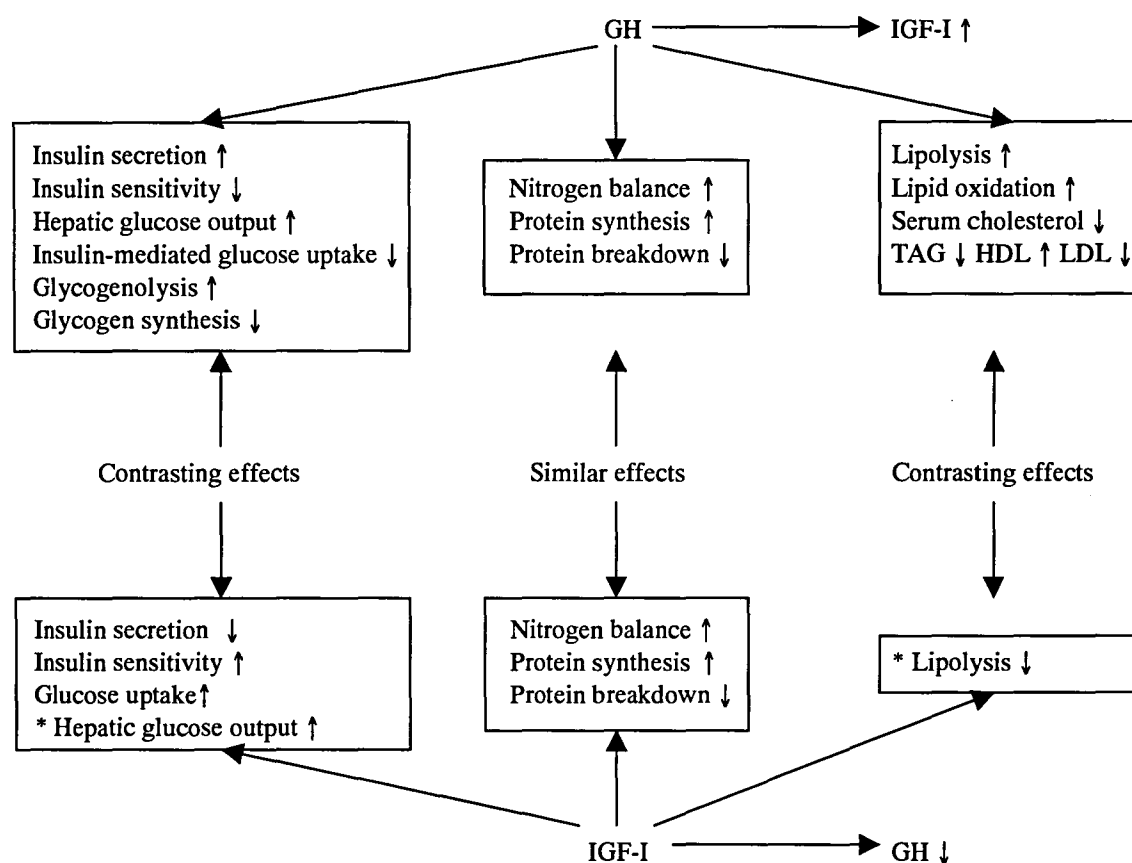 GH
IGF-I ↑
Insulin secretion ↑
Insulin sensitivity ↓
Hepatic glucose output ↑
Insulin-mediated glucose uptake ↓
Glycogenolysis ↑
Glycogen synthesis ↓
Nitrogen balance ↑
Protein synthesis ↑
Protein breakdown ↓
Lipolysis ↑
Lipid oxidation ↑
Serum cholesterol ↓
TAG ↓ HDL ↑ LDL ↓
Contrasting effects
Similar effects
Contrasting effects
Insulin secretion ↓
Insulin sensitivity ↑
Glucose uptake↑
* Hepatic glucose output ↑
Nitrogen balance ↑
Protein synthesis ↑
Protein breakdown ↓
* Lipolysis ↓
IGF-I
GH ↓